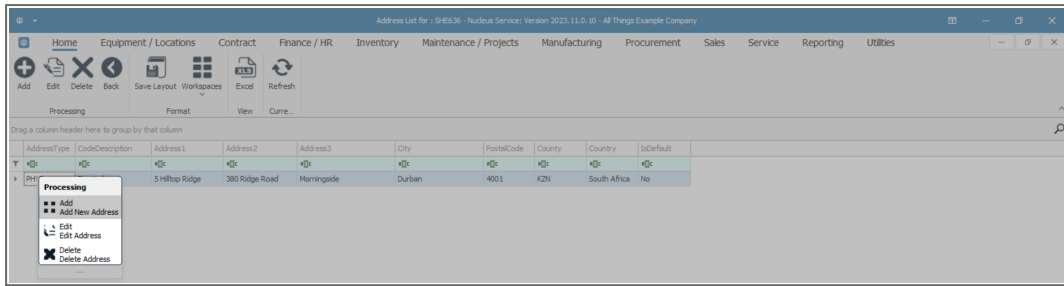 Address List for : SHE636 - Nucleus Service: Version 2023.11.0.10 - All Things Example Company
Home Equipment / Locations Contract Finance / HR Inventory Maintenance / Projects Manufacturing Procurement Sales Service Reporting Utilities
Add Edit Delete Back Save Layout Workspaces Excel Refresh
XLS
Processing Format View Curre...
Drag a column header here to group by that column
AddressType CodeDescription Address1 Address2 Address3 City PostalCode County Country IsDefault
5 Hilltop Ridge 380 Ridge Road Morningside Durban 4001 KZN South Africa No
Processing
Add
Add New Address
Edit
Edit Address
Delete
Delete Address